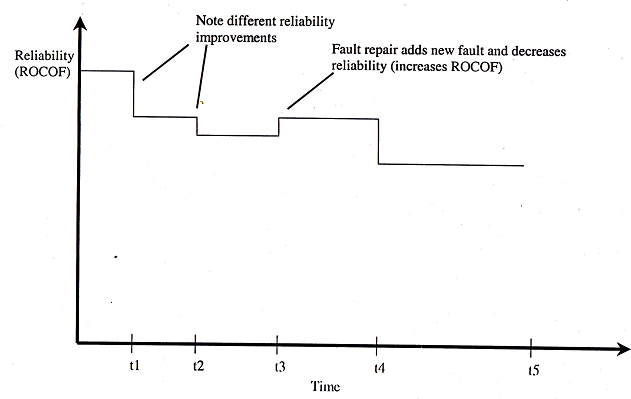 Note different reliability
improvements
Reliability
(ROCOF)
Fault repair adds new fault and decreases
reliability (increases ROCOF)
t1
t2
t3
t4
t5
Time